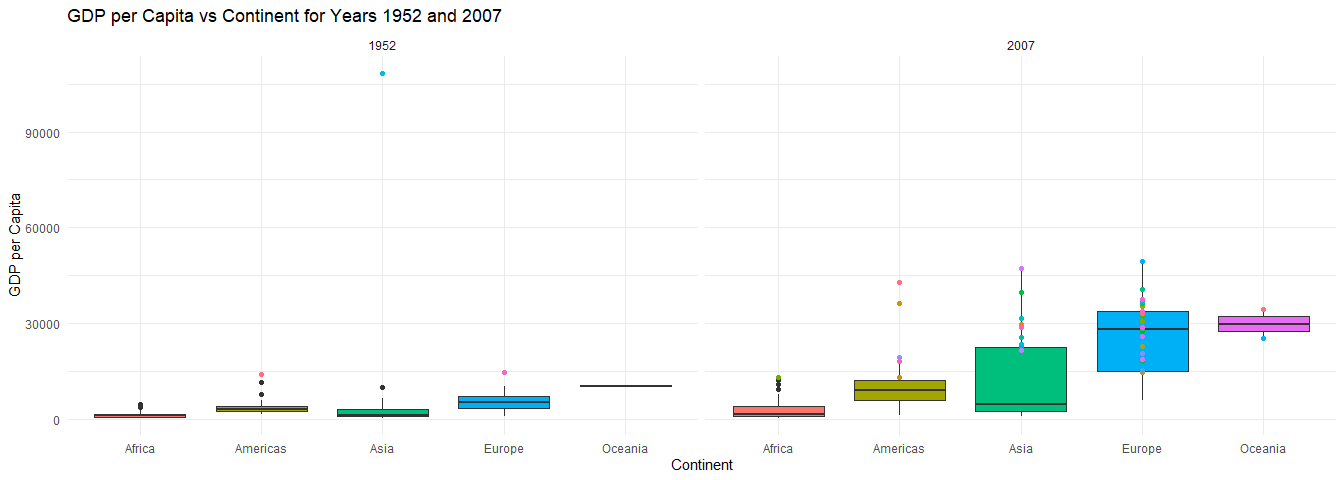 GDP per Capita vs Continent for Years 1952 and 2007
1952
2007
GDP per Capita
90000
60000
30000
0
Africa Americas Asia Europe Oceania
Africa Americas Asia Europe Oceania
Continent